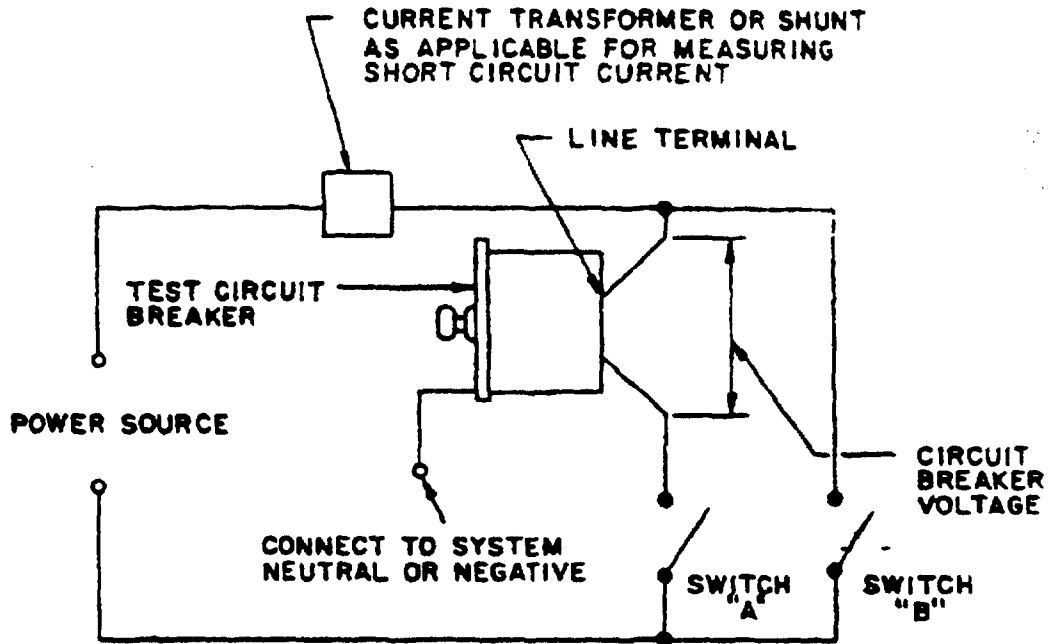 CURRENT TRANSFORMER OR SHUNT
AS APPLICABLE FOR MEASURING
SHORT CIRCUIT CURRENT
LINE TERMINAL
TEST CIRCUIT
BREAKER
POWER SOURCE
CIRCUIT
BREAKER
VOLTAGE
CONNECT TO SYSTEM
NEUTRAL OR NEGATIVE
SWITCH
"A"
SWITCH
"B"